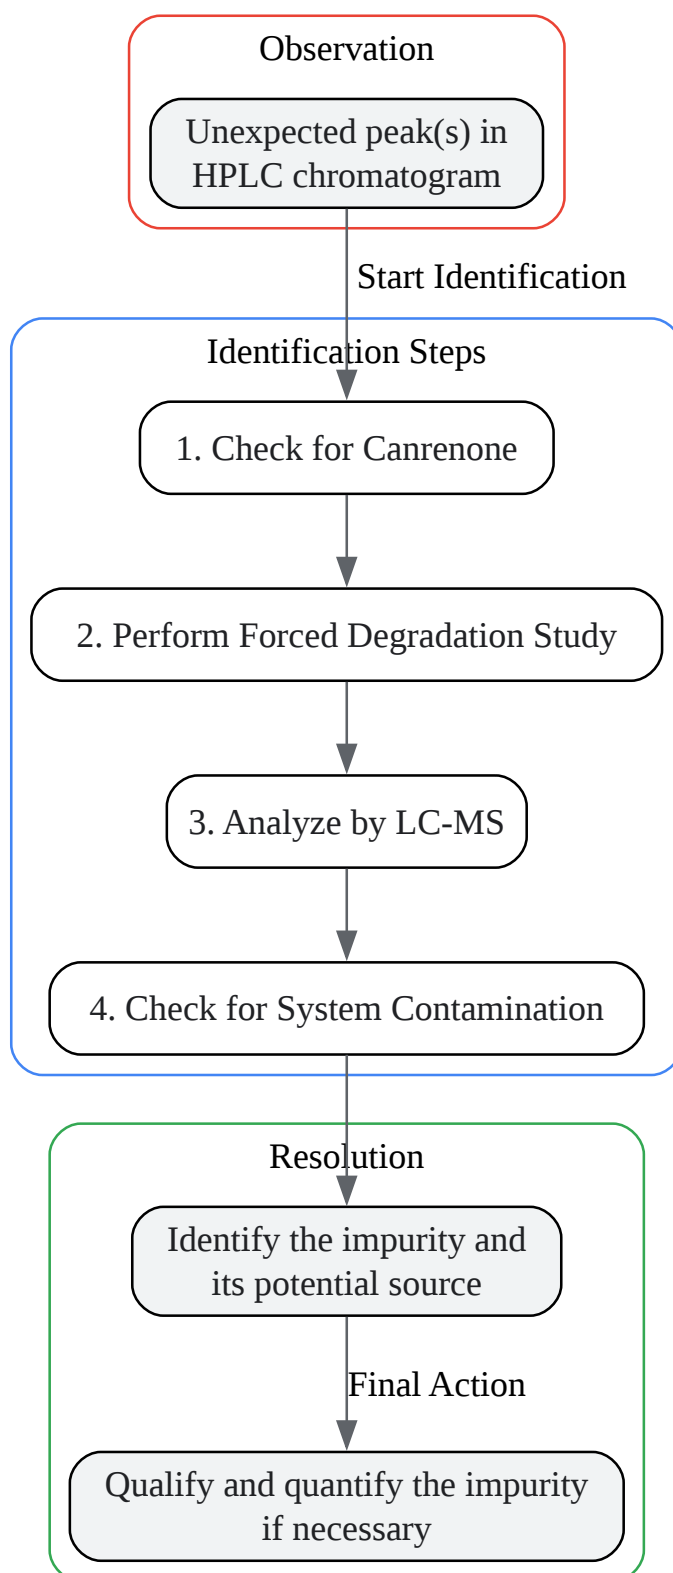 Observation
Unexpected peak(s) in
HPLC chromatogram
Start Identification
Identification Steps
1. Check for Canrenone
2. Perform Forced Degradation Study
3. Analyze by LC-MS
4. Check for System Contamination
Resolution
Identify the impurity and
its potential source
Final Action
Qualify and quantify the impurity
if necessary